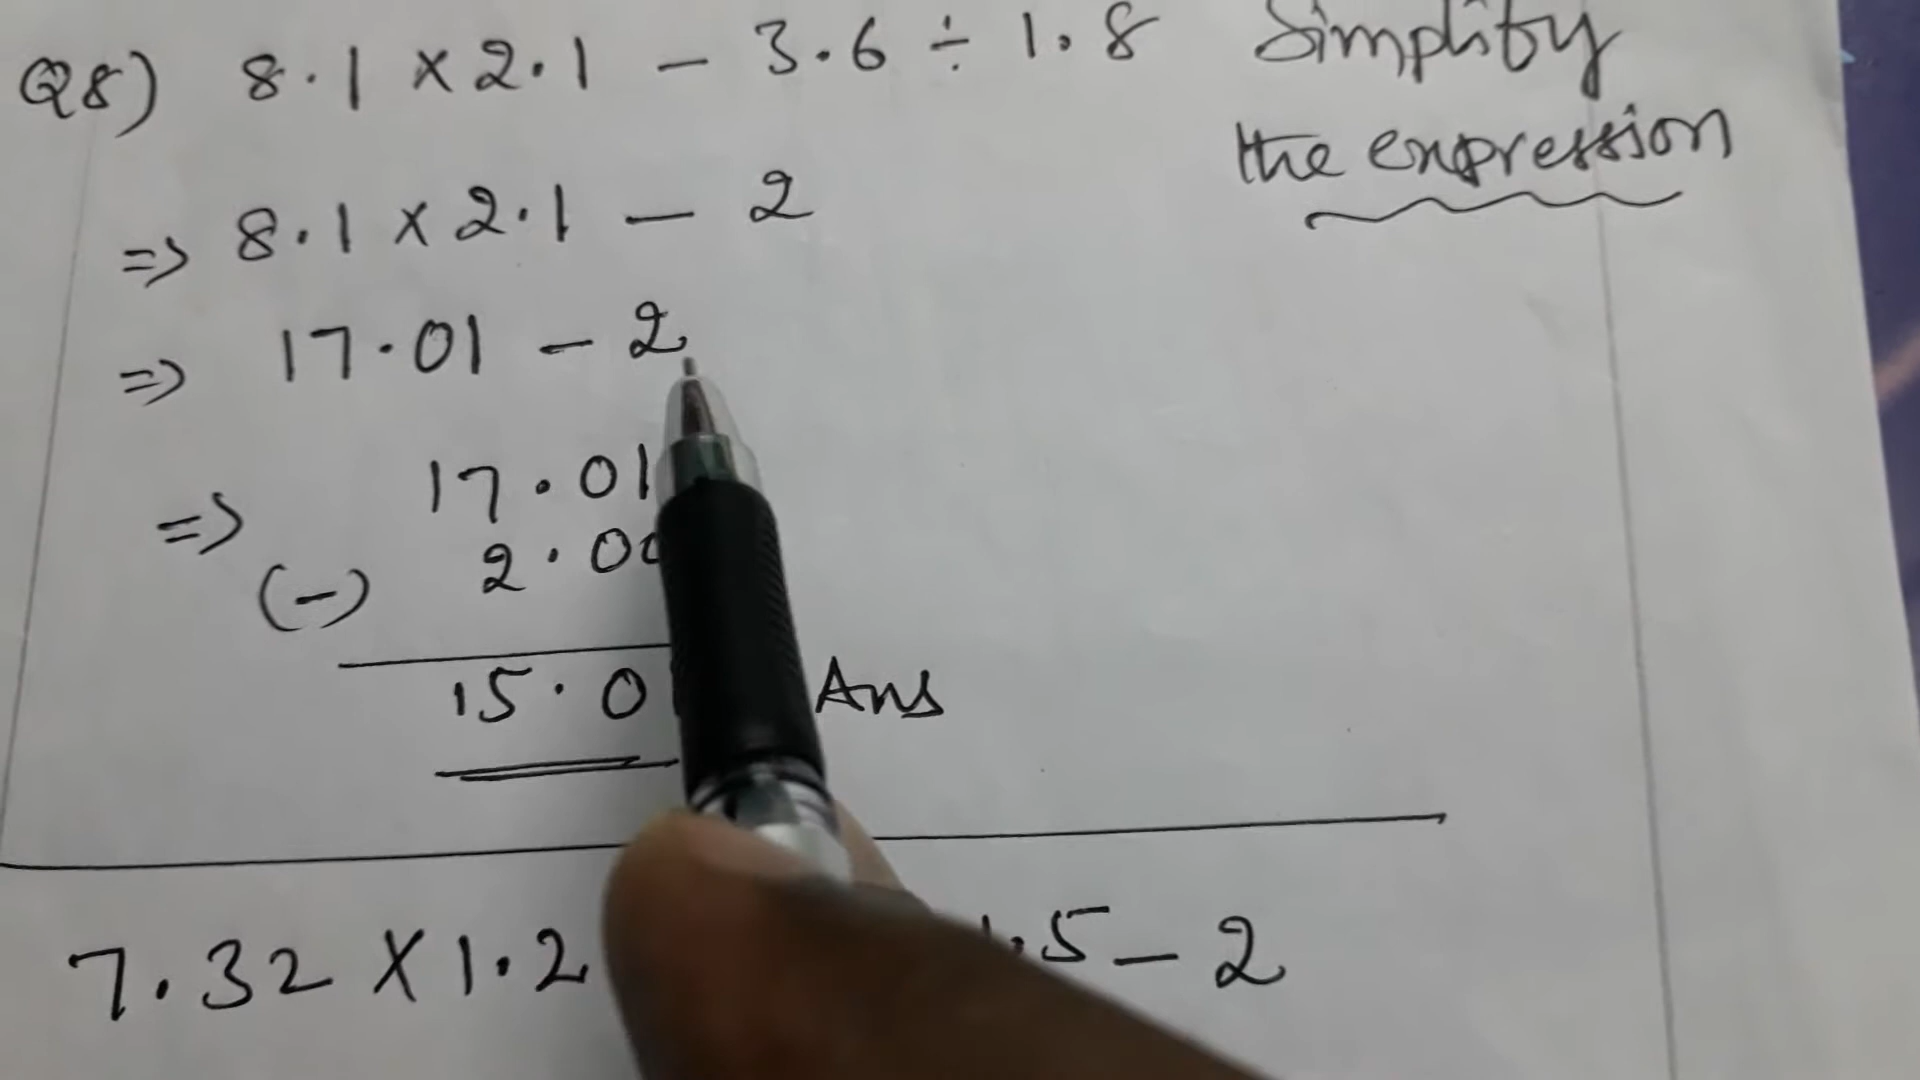 Q8) 8.1 × 2.1 – 3.6 ÷ 1.8 Simplify
the expression
=> 8.1 × 2.1 – 2
=> 17.01 – 2
=> 17.01
(-) 2.00
15.0 Ans
7.32 × 1.2 .5 – 2